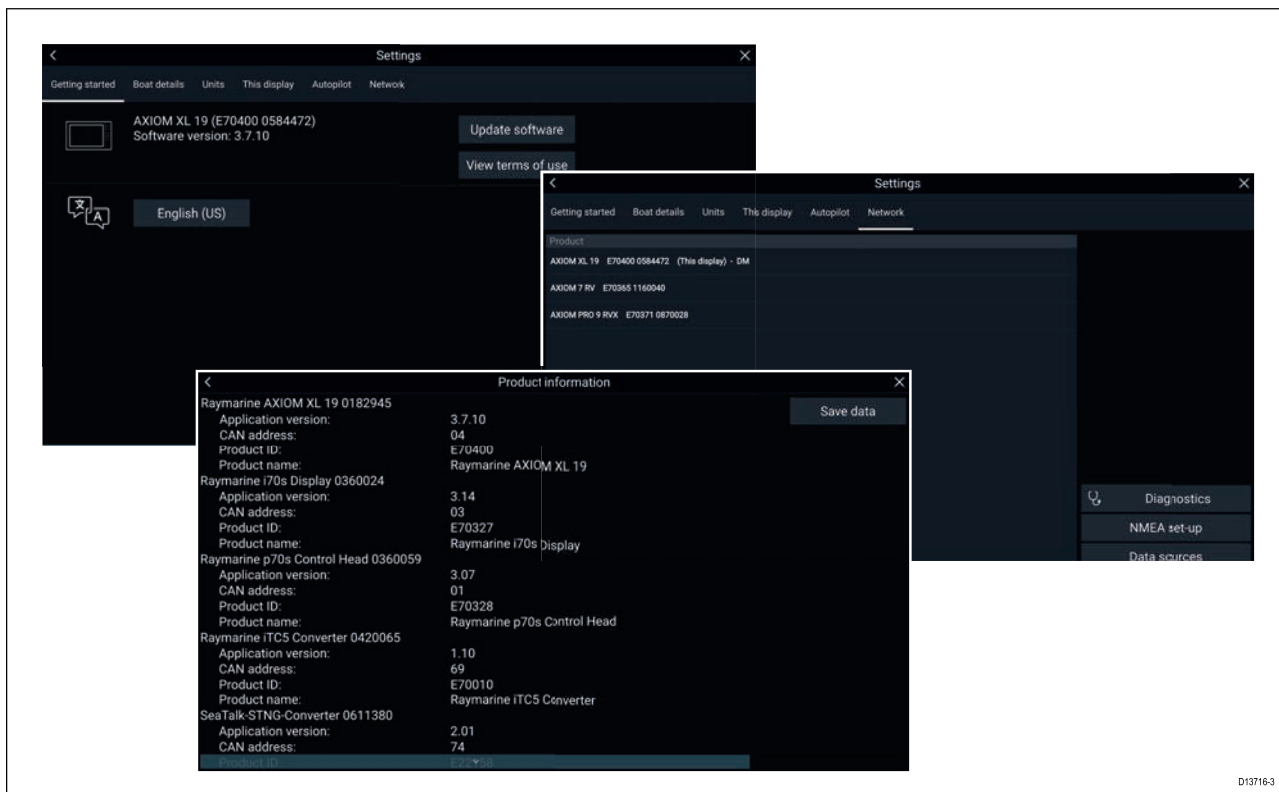 Settings
Getting started Boat details Units This display Autopilot Network
AXIOM XL 19 (E70400 0584472)
Software version: 3.7.10
Update software
View terms of use
English (US)
Settings
Getting started Boat details Units This display Autopilot Network
Product
AXIOM XL 19 E70400 0584472 (This display) - DM
AXIOM 7 RV E70365 1160040
AXIOM PRO 9 RVX E70371 0870028
Diagnostics
NMEA set-up
Data sources
Product information
Save data
Raymarine AXIOM XL 19 0182945
Application version: 3.7.10
CAN address: 04
Product ID: E70400
Product name: Raymarine AXIOM XL 19
Raymarine i70s Display 0360024
Application version: 3.14
CAN address: 03
Product ID: E70327
Product name: Raymarine i70s Display
Raymarine p70s Control Head 0360059
Application version: 3.07
CAN address: 01
Product ID: E70328
Product name: Raymarine p70s Control Head
Raymarine iTC5 Converter 0420065
Application version: 1.10
CAN address: 69
Product ID: E70010
Product name: Raymarine iTC5 Converter
SeaTalk-STNG-Converter 0611380
Application version: 2.01
CAN address: 74
Product ID:
D13716-3